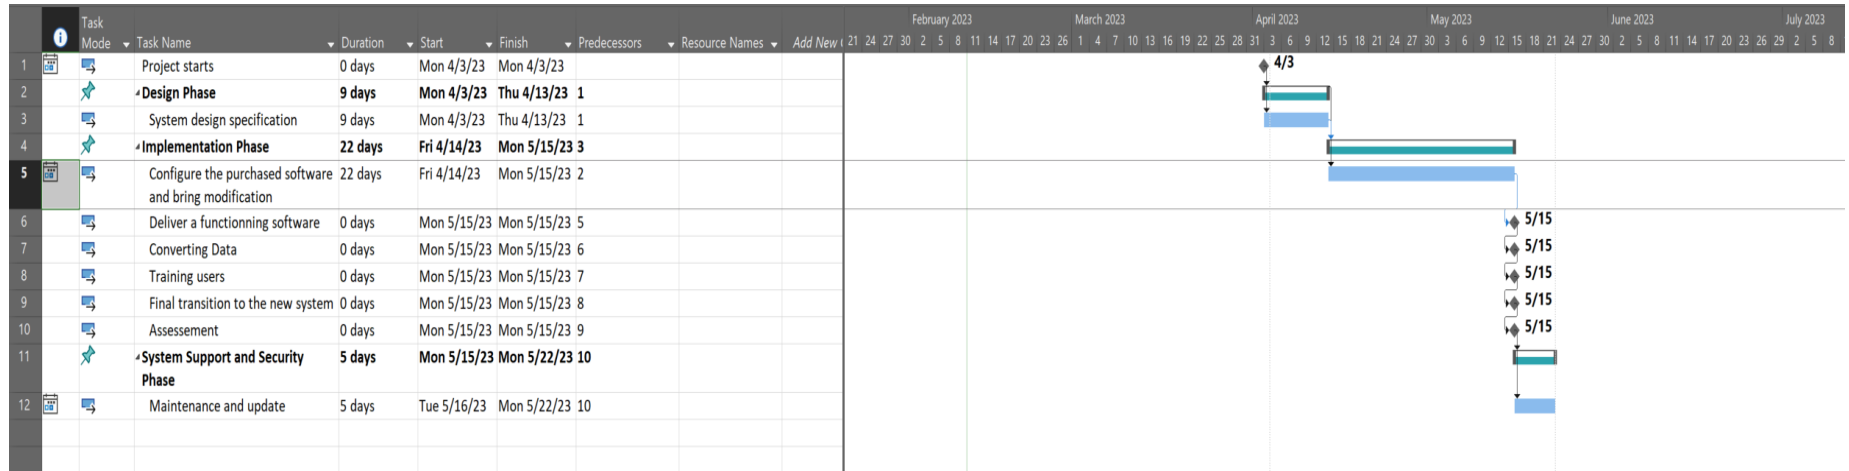 Task February 2023 March 2023 April 2023 May 2023 June 2023 July 2023
Mode Task Name Duration Start Finish Predecessors Resource Names Add New 21 24 27 30 2 5 8 11 14 17 20 23 26 1 4 7 10 13 16 19 22 25 28 31 3 6 9 12 15 18 21 24 27 30 3 6 9 12 15 18 21 24 27 30 2 5 8 11 14 17 20 23 26 29 2 5 8
1 Project starts 0 days Mon 4/3/23 Mon 4/3/23 4/3
2 Design Phase 9 days Mon 4/3/23 Thu 4/13/23 1
3 System design specification 9 days Mon 4/3/23 Thu 4/13/23 1
4 Implementation Phase 22 days Fri 4/14/23 Mon 5/15/23 3
5 Configure the purchased software 22 days Fri 4/14/23 Mon 5/15/23 2
and bring modification
6 Deliver a functionning software 0 days Mon 5/15/23 Mon 5/15/23 5 5/15
7 Converting Data 0 days Mon 5/15/23 Mon 5/15/23 6 5/15
8 Training users 0 days Mon 5/15/23 Mon 5/15/23 7 5/15
9 Final transition to the new system 0 days Mon 5/15/23 Mon 5/15/23 8 5/15
10 Assessement 0 days Mon 5/15/23 Mon 5/15/23 9 5/15
11 System Support and Security 5 days Mon 5/15/23 Mon 5/22/23 10
Phase
12 Maintenance and update 5 days Tue 5/16/23 Mon 5/22/23 10